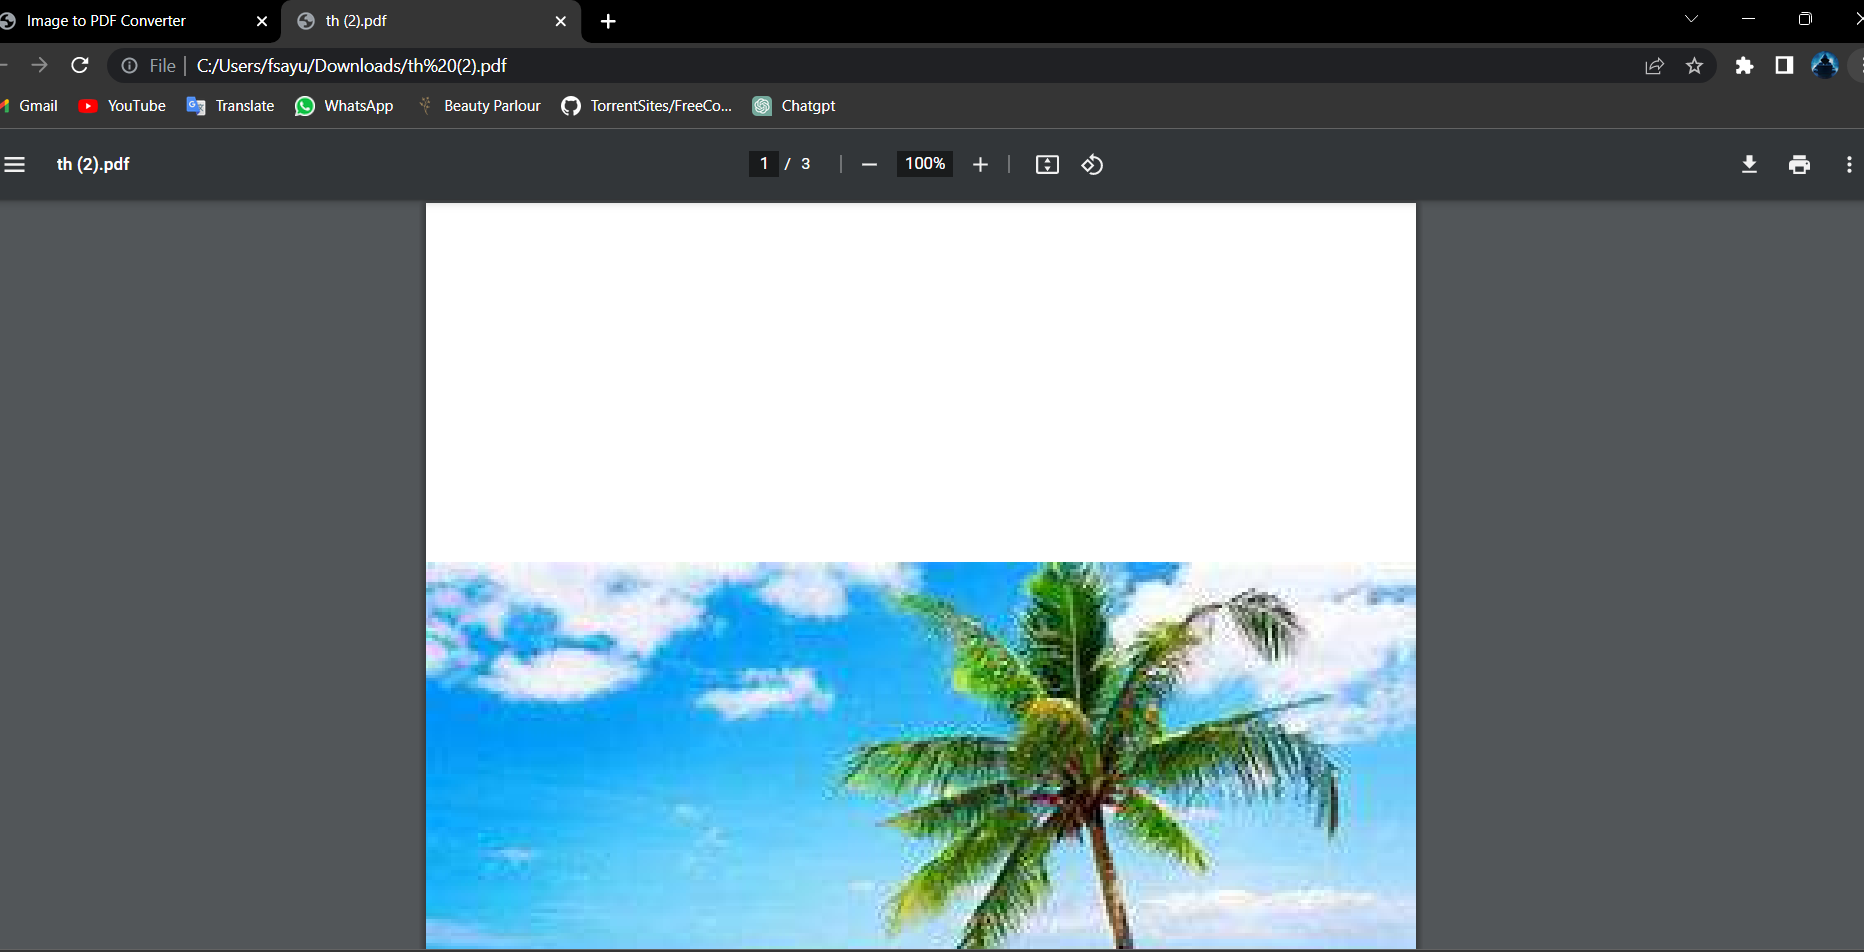 Image to PDF Converter
th (2).pdf
File
C:/Users/fsayu/Downloads/th%20(2).pdf
Gmail
YouTube
Translate
WhatsApp
Beauty Parlour
TorrentSites/FreeCo...
Chatgpt
th (2).pdf
1 / 3
100%